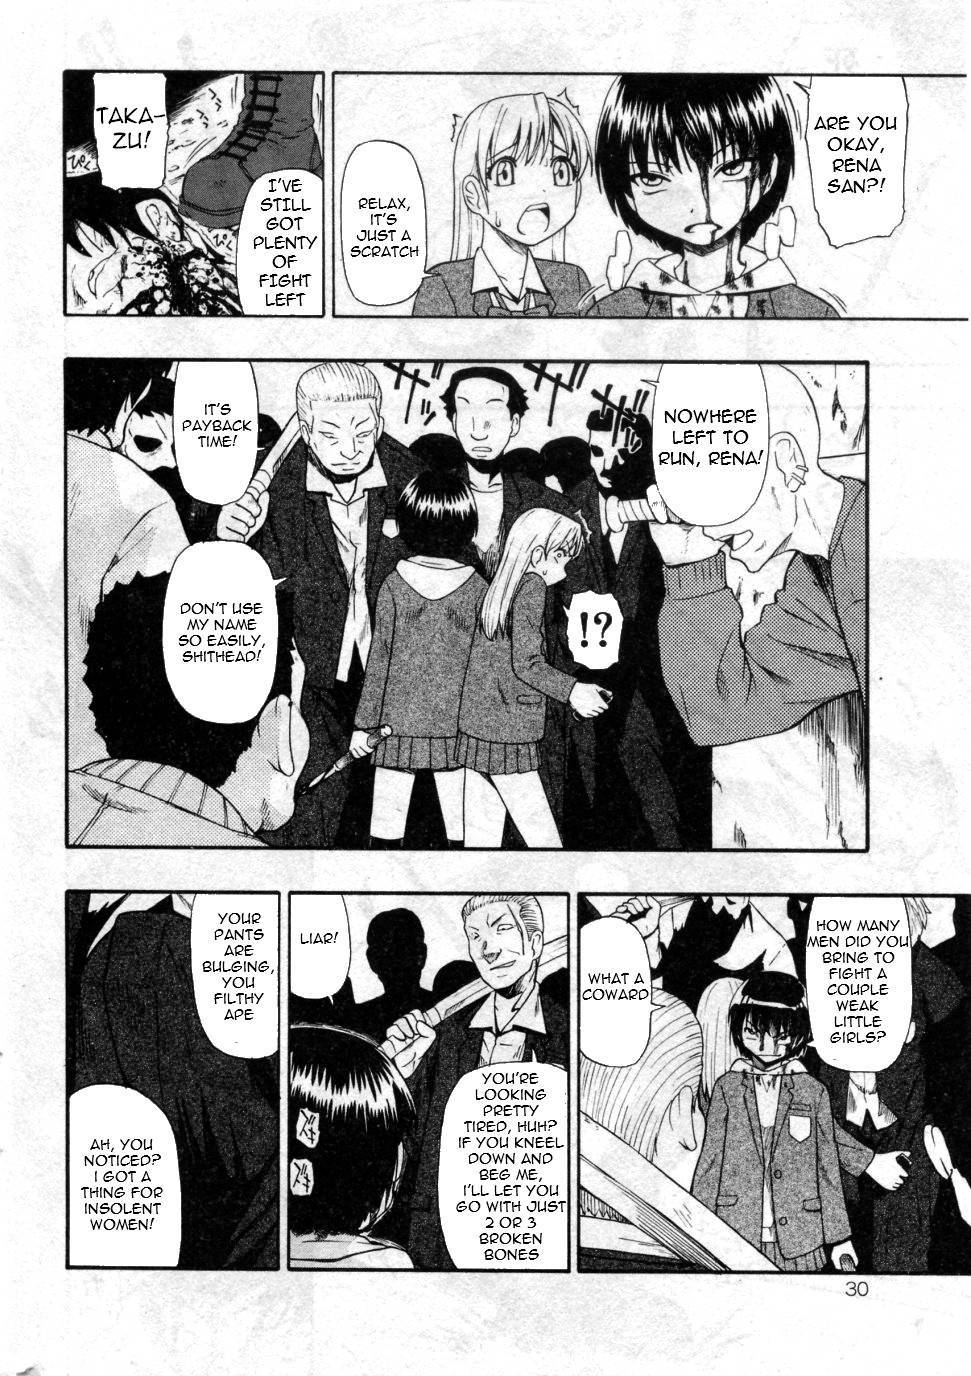 ARE YOU
OKAY,
RENA
SAN?!
RELAX,
IT'S
JUST A
SCRATCH
TAKA-
ZU!
I'VE
STILL
GOT
PLENTY
OF
FIGHT
LEFT
NOWHERE
LEFT TO
RUN, RENA!
!?
IT'S
PAYBACK
TIME!
DON'T USE
MY NAME
SO EASILY,
SHITHEAD!
HOW MANY
MEN DID YOU
BRING TO
FIGHT A
COUPLE
WEAK
LITTLE
GIRLS?
WHAT A
COWARD
LIAR!
YOU'RE
LOOKING
PRETTY
TIRED, HUH?
IF YOU KNEEL
DOWN AND
BEG ME,
I'LL LET YOU
GO WITH JUST
2 OR 3
BROKEN
BONES
YOUR
PANTS
ARE
BULGING,
YOU
FILTHY
APE
AH, YOU
NOTICED?
I GOT A
THING FOR
INSOLENT
WOMEN!
30